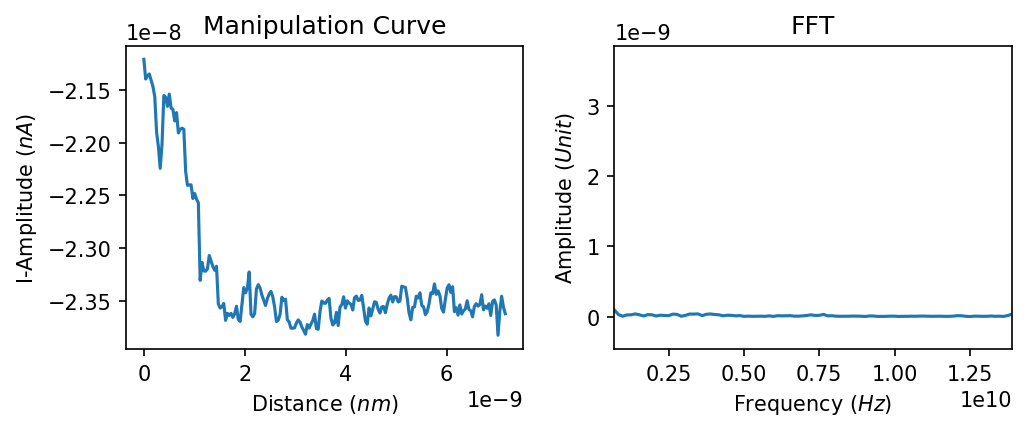 Manipulation Curve
1e−8
−2.15
−2.20
−2.25
−2.30
−2.35
I-Amplitude (nA)
0 2 4 6
Distance (nm)
1e−9
FFT
1e−9
3
2
1
0
Amplitude (Unit)
0.25 0.50 0.75 1.00 1.25
Frequency (Hz)
1e10